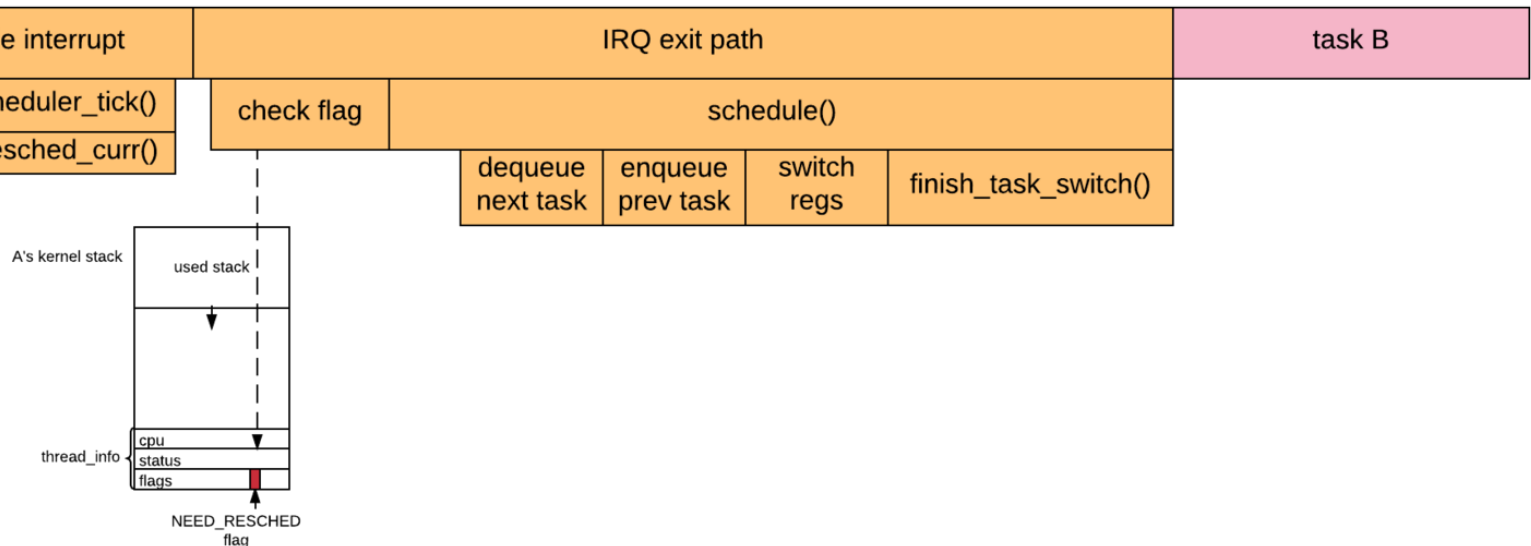 e interrupt
IRQ exit path
task B
neduler_tick()
esched_curr()
check flag
schedule()
dequeue
next task
enqueue
prev task
switch
regs
finish_task_switch()
A's kernel stack
used stack
thread_info
cpu
status
flags
NEED_RESCHED
flag